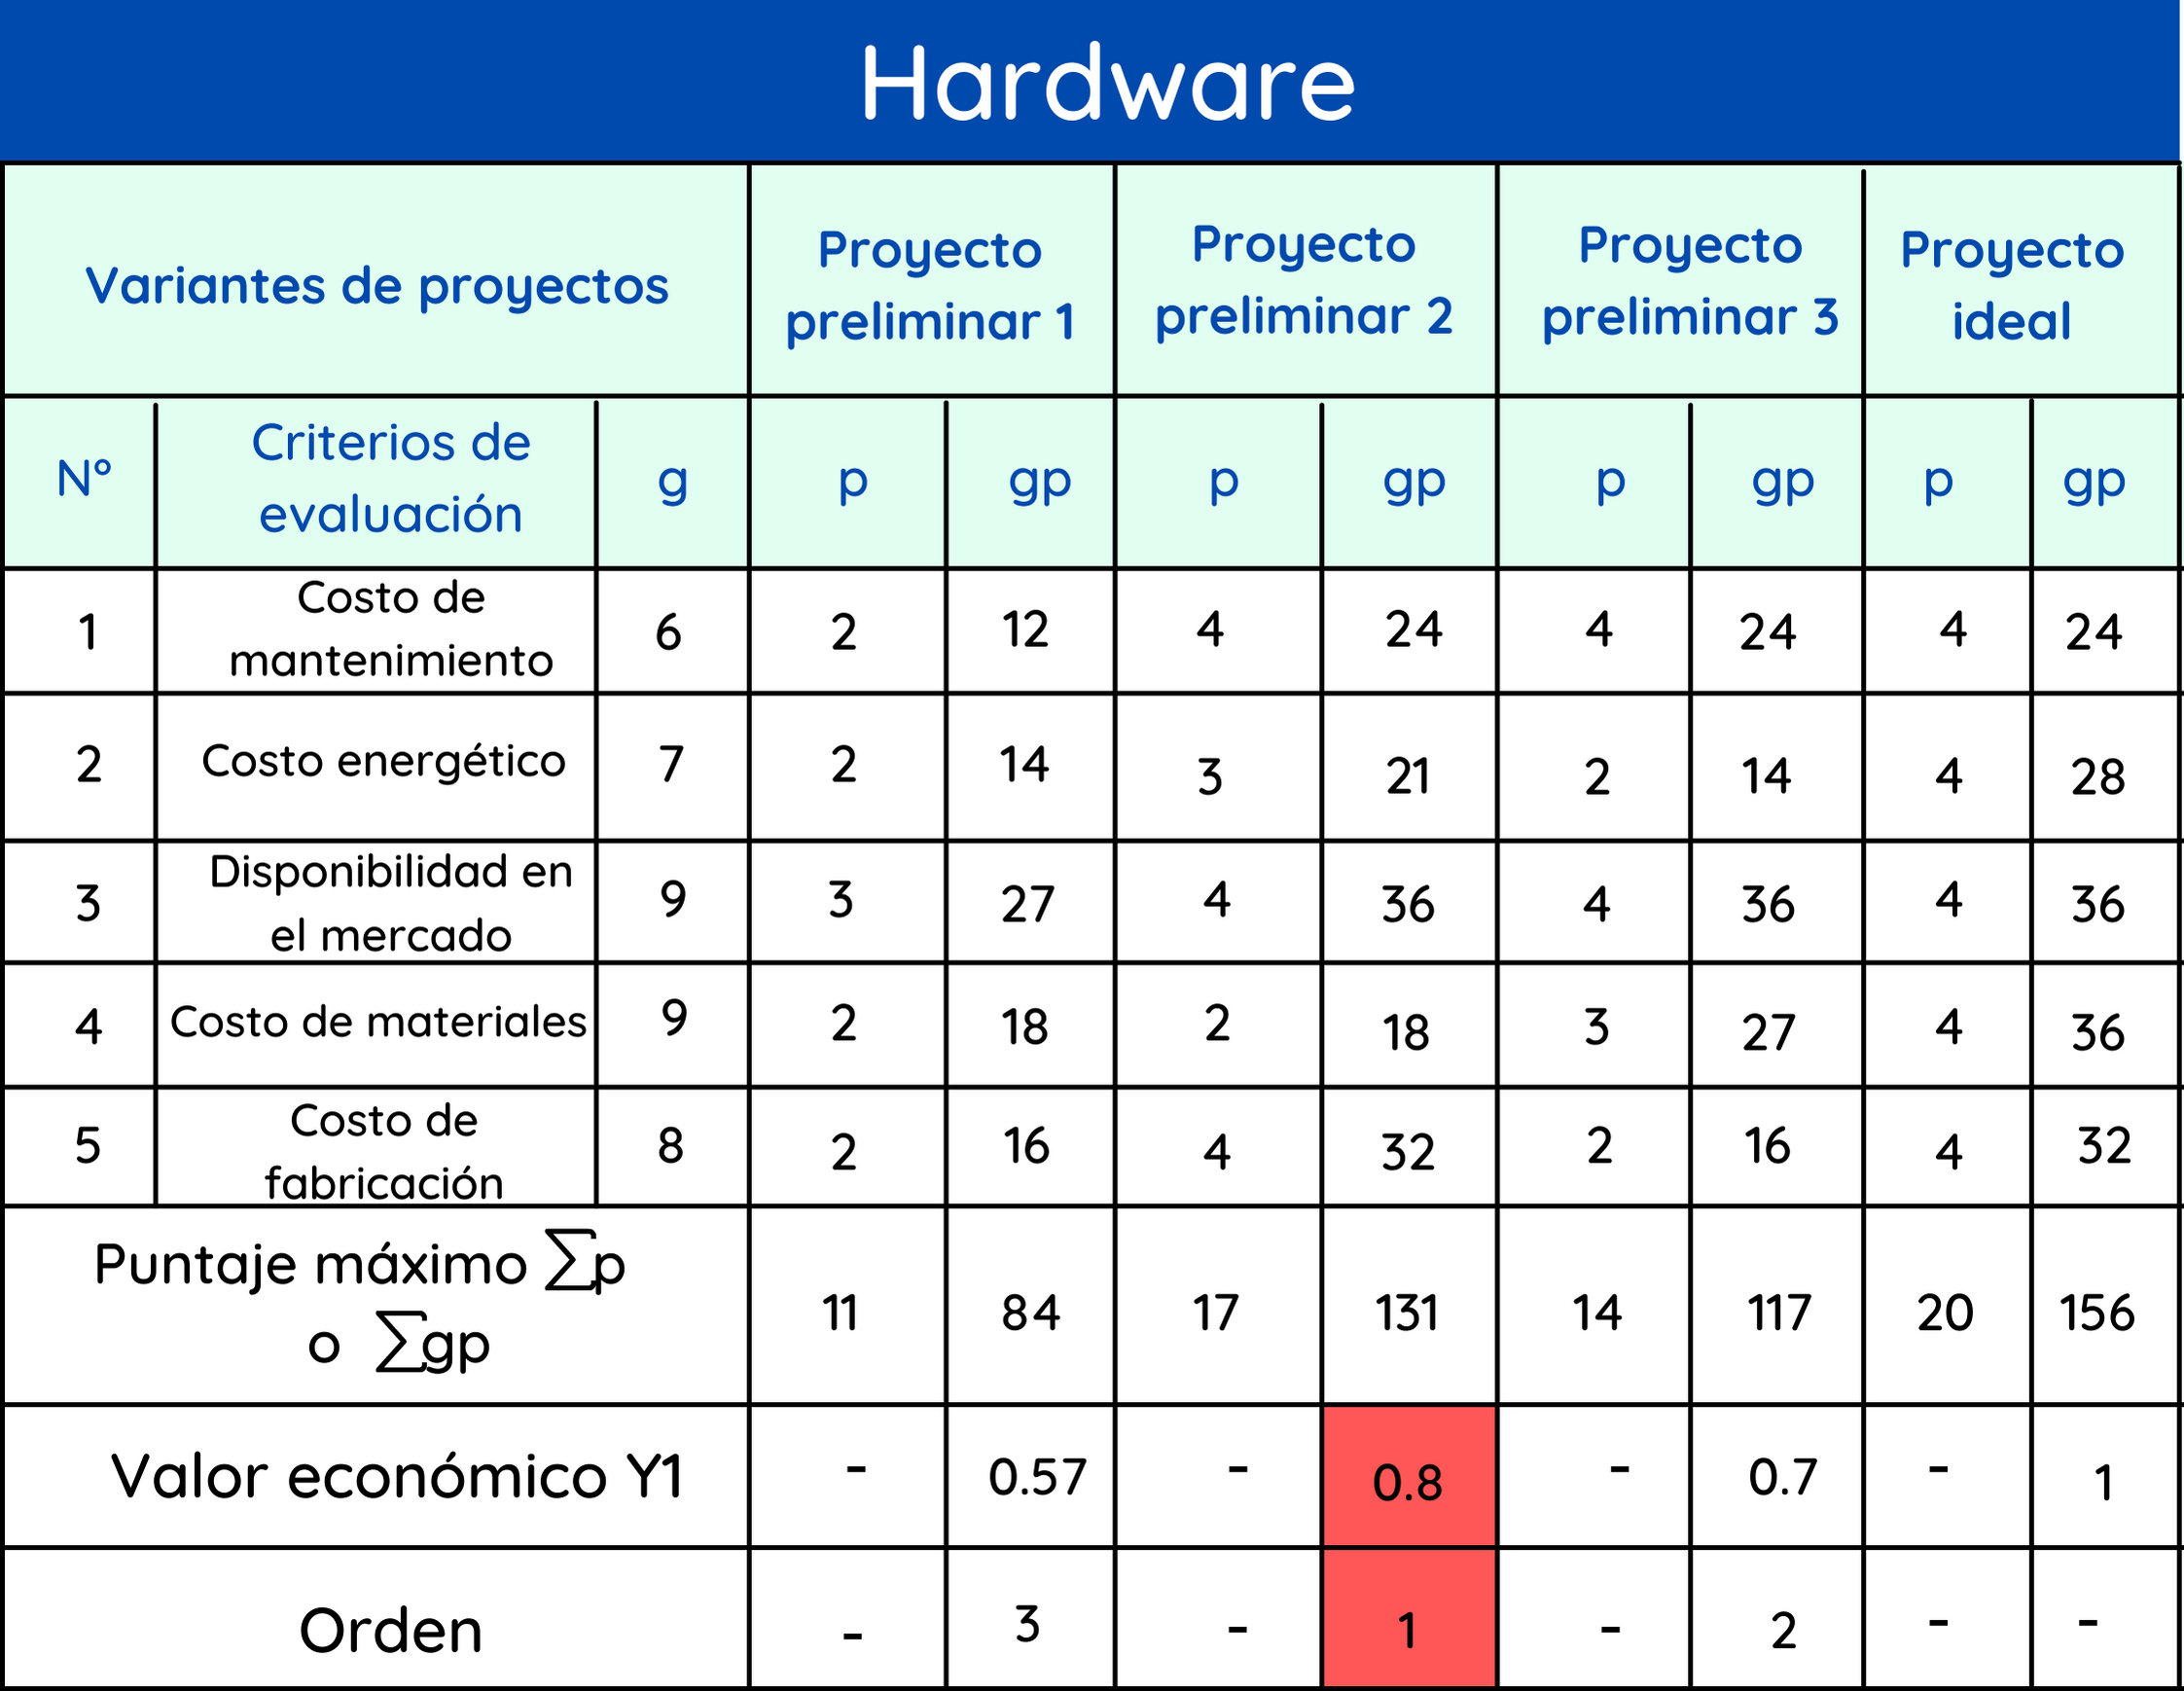 Hardware
Variantes de proyectos
Proyecto
preliminar 1
Proyecto
preliminar 2
Proyecto
preliminar 3
Proyecto
ideal
N° Criterios de
evaluación g p gp p gp p gp p gp
1 Costo de
mantenimiento 6 2 12 4 24 4 24 4 24
2 Costo energético 7 2 14 3 21 2 14 4 28
3 Disponibilidad en
el mercado 9 3 27 4 36 4 36 4 36
4 Costo de materiales 9 2 18 2 18 3 27 4 36
5 Costo de
fabricación 8 2 16 4 32 2 16 4 32
Puntaje máximo ∑p
o ∑gp 11 84 17 131 14 117 20 156
Valor económico Y1 - 0.57 - 0.8 - 0.7 - 1
Orden - 3 - 1 - 2 - -